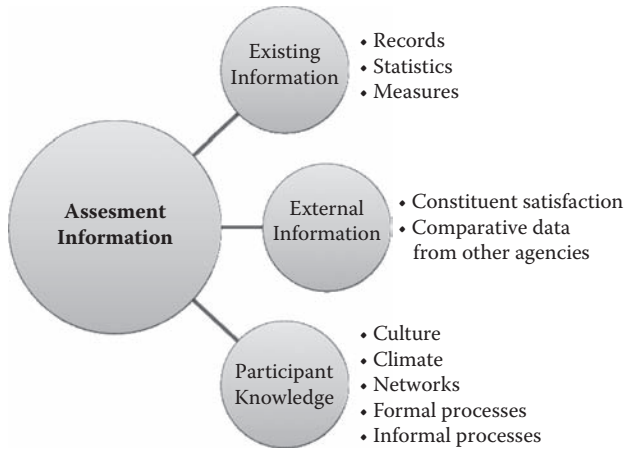 Existing
Information
• Records
• Statistics
• Measures
Assesment
Information
External
Information
• Constituent satisfaction
• Comparative data
from other agencies
Participant
Knowledge
• Culture
• Climate
• Networks
• Formal processes
• Informal processes